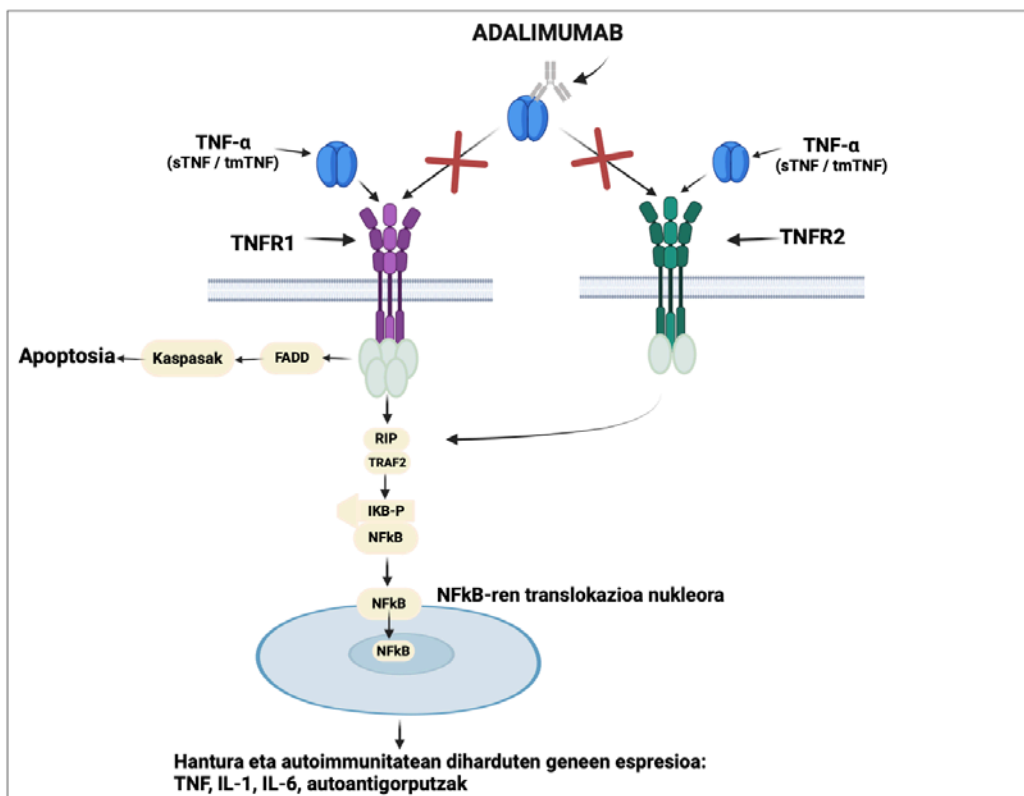 ADALIMUMAB
TNF-α
(sTNF / tmTNF)
TNF-α
(sTNF / tmTNF)
TNFR1
TNFR2
Apoptosia
Kaspasak
FADD
RIP
TRAF2
IKB-P
NFkB
NFkB-ren translokazioa nukleora
NFkB
NFkB
Hantura eta autoimmunitatean diharduten geneen espresioa:
TNF, IL-1, IL-6, autoantigorputzak